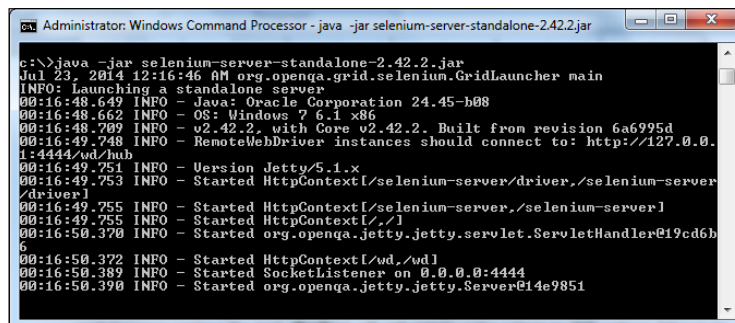 Administrator: Windows Command Processor - java -jar selenium-server-standalone-2.42.2.jar
c:\>java -jar selenium-server-standalone-2.42.2.jar
Jul 23, 2014 12:16:46 AM org.openqa.grid.selenium.GridLauncher main
INFO: Launching a standalone server
00:16:48.649 INFO - Java: Oracle Corporation 24.45-b08
00:16:48.662 INFO - OS: Windows 7 6.1 x86
00:16:48.709 INFO - v2.42.2, with Core v2.42.2. Built from revision 6a6995d
00:16:49.748 INFO - RemoteWebDriver instances should connect to: http://127.0.0.
1:4444/wd/hub
00:16:49.751 INFO - Version Jetty/5.1.x
00:16:49.753 INFO - Started HttpContext[/selenium-server/driver,/selenium-server
/driver]
00:16:49.755 INFO - Started HttpContext[/selenium-server,/selenium-server]
00:16:49.755 INFO - Started HttpContext[/,/]
00:16:50.370 INFO - Started org.openqa.jetty.jetty.servlet.ServletHandler@19cd6b
6
00:16:50.372 INFO - Started HttpContext[/wd,/wd]
00:16:50.389 INFO - Started SocketListener on 0.0.0.0:4444
00:16:50.390 INFO - Started org.openqa.jetty.jetty.Server@14e9851